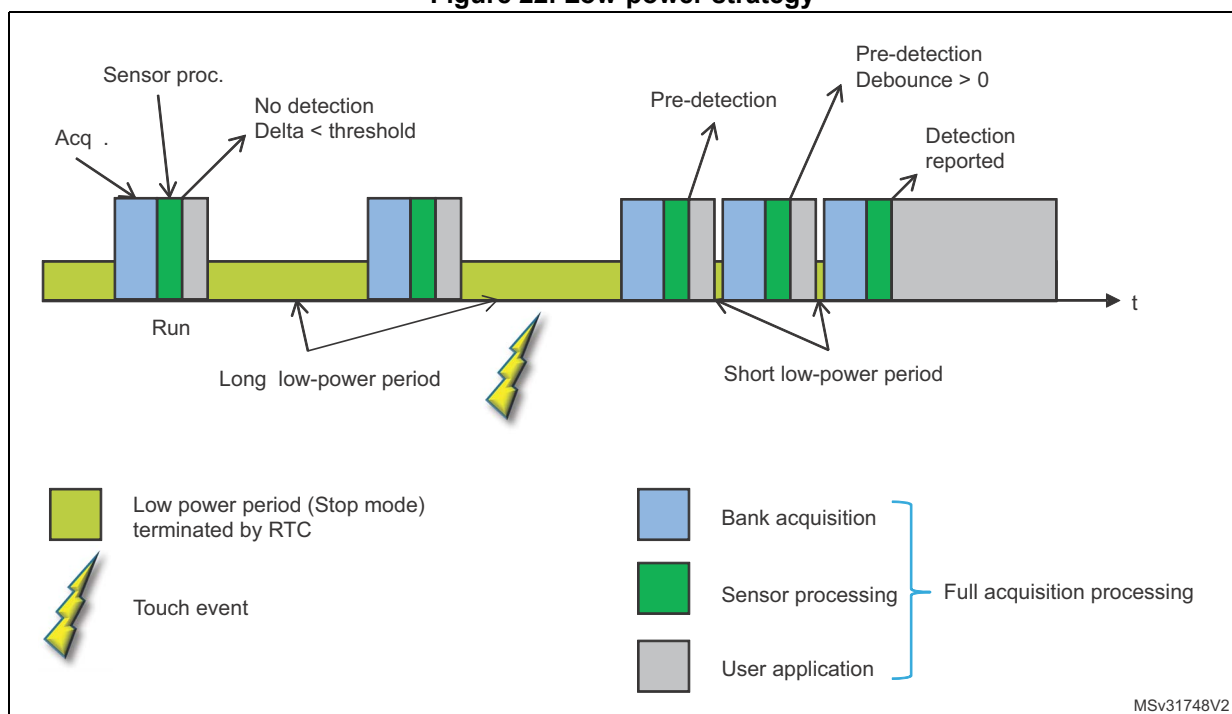 Figure 22. Low-power strategy
Sensor proc.
Acq .
No detection
Delta < threshold
Pre-detection
Pre-detection
Debounce > 0
Detection
reported
Run
t
Long low-power period
Short low-power period
Low power period (Stop mode)
terminated by RTC
Touch event
Bank acquisition
Sensor processing
User application
Full acquisition processing
MSv31748V2